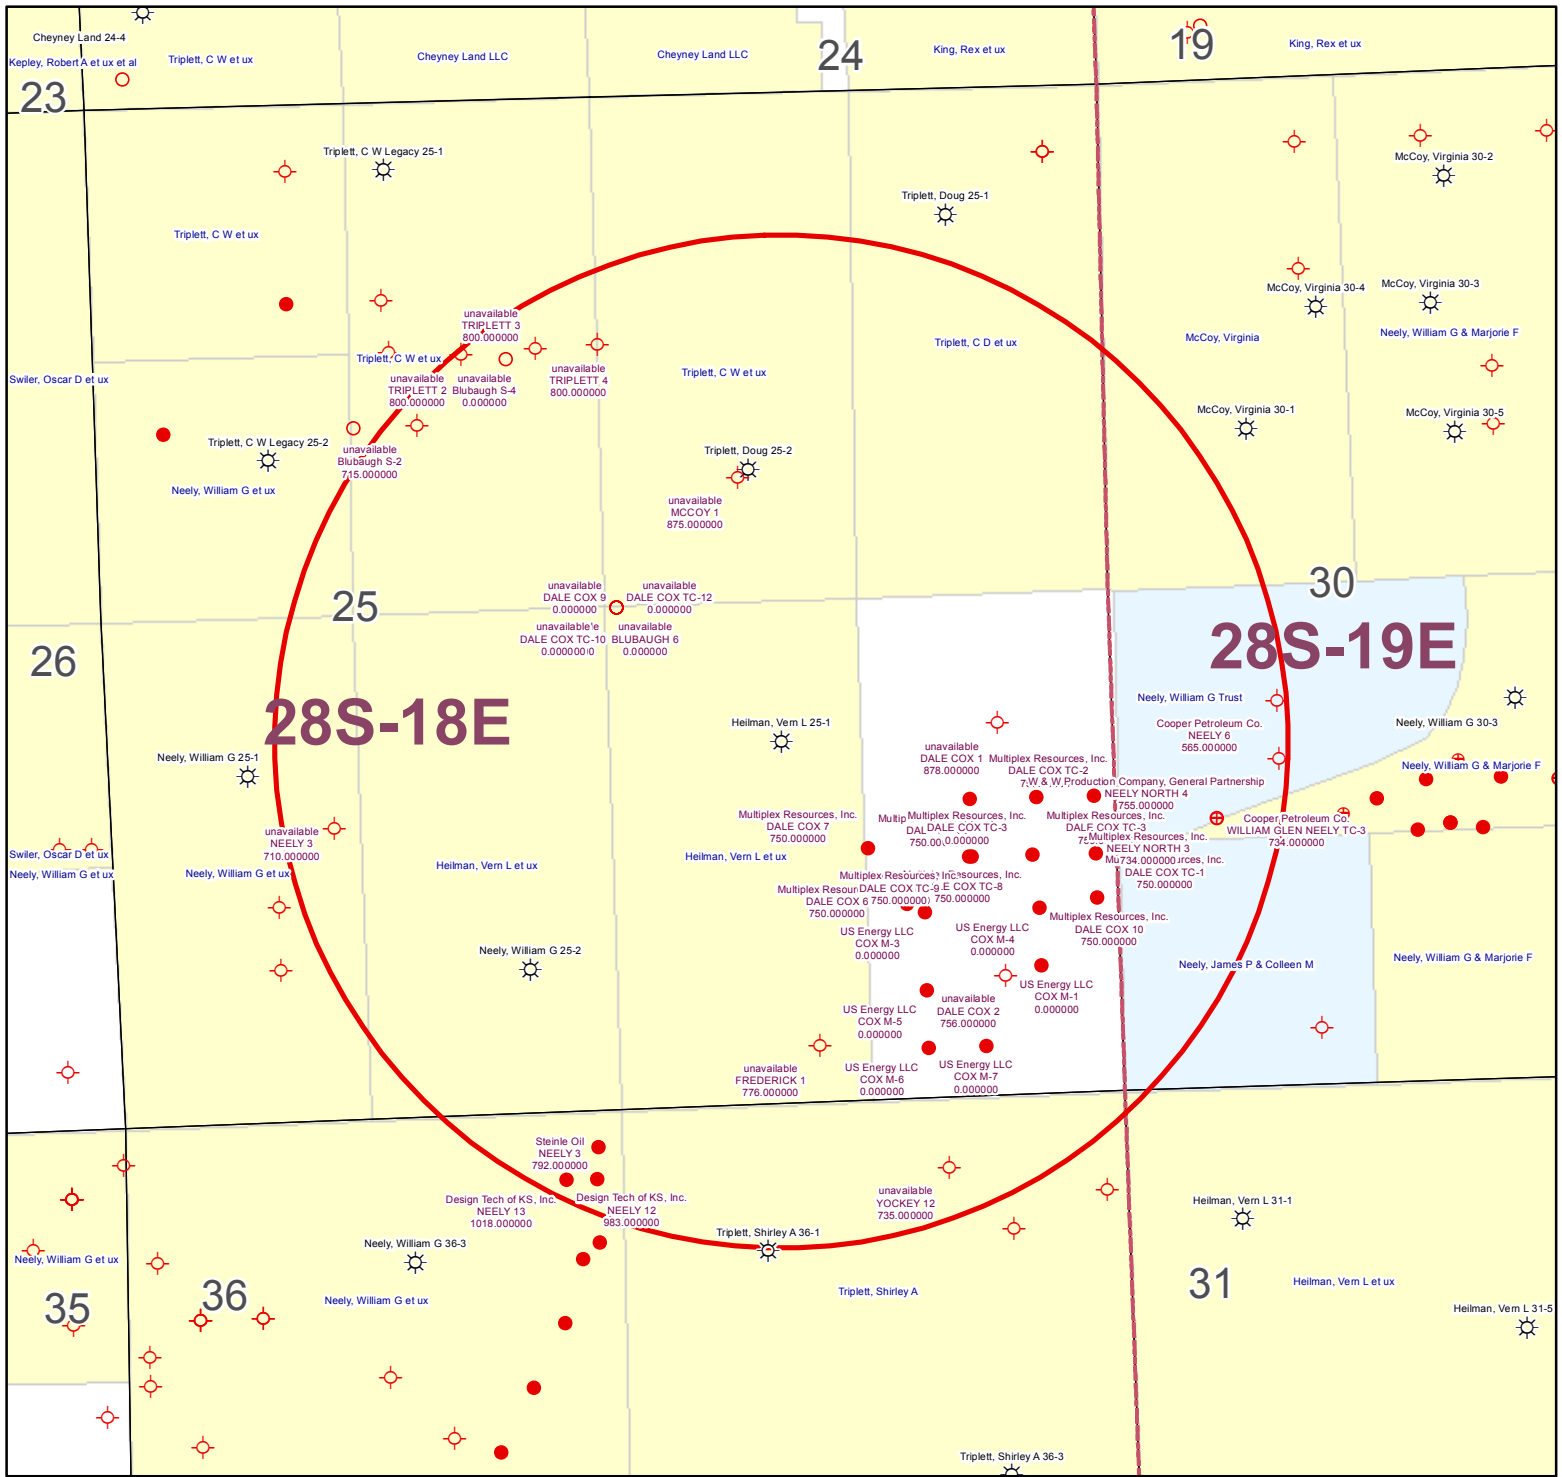 Cheyney Land 24-4
Kepley, Robert A et ux et al
Triplett, C W et ux
Cheyney Land LLC
Cheyney Land LLC
24
King, Rex et ux
19
King, Rex et ux
23
Triplett, C W Legacy 25-1
McCoy, Virginia 30-2
Triplett, Doug 25-1
Triplett, C W et ux
McCoy, Virginia 30-4
McCoy, Virginia 30-3
unavailable
TRIPLETT 3
800.000000
Triplett, C D et ux
McCoy, Virginia
Neely, William G & Marjorie F
Triplett, C W et ux
Triplett, C W et ux
Swiler, Oscar D et ux
unavailable
TRIPLETT 2
800.000000
unavailable
Blubaugh S-4
0.000000
unavailable
TRIPLETT 4
800.000000
McCoy, Virginia 30-1
McCoy, Virginia 30-5
Triplett, C W Legacy 25-2
unavailable
Blubaugh S-2
715.000000
Triplett, Doug 25-2
Neely, William G et ux
unavailable
MCCOY 1
875.000000
25
30
unavailable
DALE COX 9
0.000000
unavailable
DALE COX TC-12
0.000000
DALE COX TC-10
unavailable
BLUBAUGH 6
0.000000
26
28S-19E
28S-18E
Neely, William G Trust
Heilman, Vern L 25-1
Cooper Petroleum Co.
NEELY 6
565.000000
Neely, William G 30-3
Neely, William G 25-1
unavailable
DALE COX 1
878.000000
Multiplex Resources, Inc.
DALE COX TC-2
W & W Production Company, General Partnership
NEELY NORTH 4
755.000000
Neely, William G & Marjorie F
Multiplex Resources, Inc.
DALE COX 7
750.000000
Multiplex Resources, Inc.
DALE COX TC-3
0.000000
Multiplex Resources, Inc.
DALE COX TC-3
Cooper Petroleum Co.
WILLIAM GLEN NEELY TC-3
734.000000
unavailable
NEELY 3
710.000000
Multiplex Resources, Inc.
NEELY NORTH 3
734.000000
DALE COX TC-1
750.000000
Swiler, Oscar D et ux
Neely, William G et ux
Neely, William G et ux
Heilman, Vern L et ux
Heilman, Vern L et ux
DALE COX 6
750.000000
DALE COX TC-9
750.000000
750.000000
US Energy LLC
COX M-3
0.000000
US Energy LLC
COX M-4
0.000000
Multiplex Resources, Inc.
DALE COX 10
750.000000
Neely, William G 25-2
Neely, James P & Colleen M
Neely, William G & Marjorie F
US Energy LLC
COX M-1
0.000000
US Energy LLC
COX M-5
0.000000
unavailable
DALE COX 2
756.000000
unavailable
FREDERICK 1
776.000000
US Energy LLC
COX M-6
0.000000
US Energy LLC
COX M-7
0.000000
Steinle Oil
NEELY 3
792.000000
Design Tech of KS, Inc.
NEELY 13
1018.000000
Design Tech of KS, Inc.
NEELY 12
983.000000
unavailable
YOCKEY 12
735.000000
Heilman, Vern L 31-1
Triplett, Shirley A 36-1
Neely, William G 36-3
Neely, William G et ux
35
36
Neely, William G et ux
Triplett, Shirley A
31
Heilman, Vern L et ux
Heilman, Vern L 31-5
Triplett, Shirley A 36-3